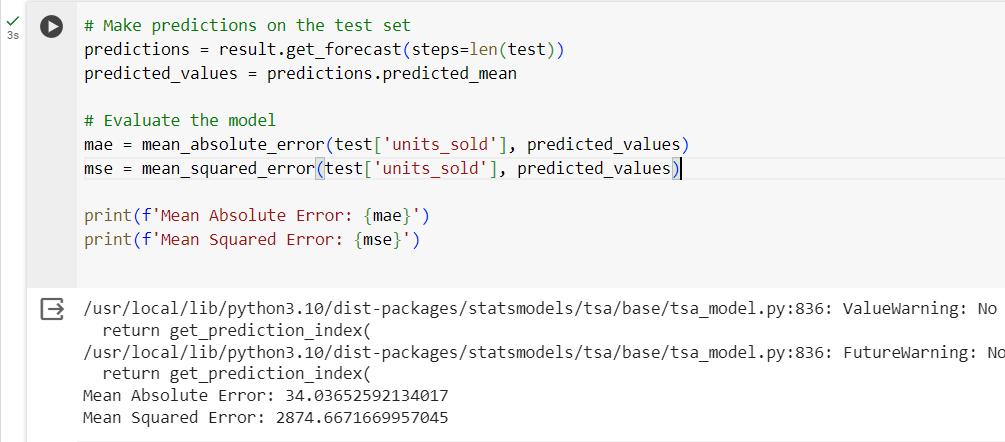 # Make predictions on the test set
3s
predictions = result.get_forecast(steps=len(test))
predicted_values = predictions.predicted_mean
# Evaluate the model
mae = mean_absolute_error(test['units_sold'], predicted_values)
mse = mean_squared_error(test['units_sold'], predicted_values)
print(f'Mean Absolute Error: {mae}')
print(f'Mean Squared Error: {mse}')
/usr/local/lib/python3.10/dist-packages/statsmodels/tsa/base/tsa_model.py:836: ValueWarning: No
return get_prediction_index(
/usr/local/lib/python3.10/dist-packages/statsmodels/tsa/base/tsa_model.py:836: FutureWarning: No
return get_prediction_index(
Mean Absolute Error: 34.03652592134017
Mean Squared Error: 2874.6671669957045